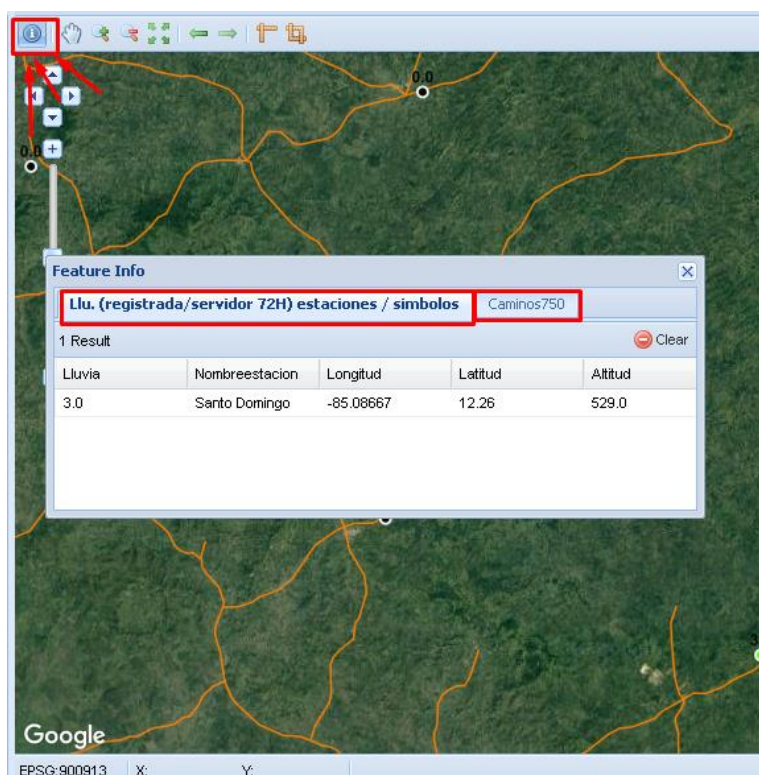 0.0
0.0
Feature Info
Llu. (registrada/servidor 72H) estaciones / simbolos
Caminos750
1 Result
Clear
Lluvia Nombreestacion Longitud Latitud Altitud
3.0 Santo Domingo -85.08667 12.26 529.0
Google
EPSG:900913 X: Y: